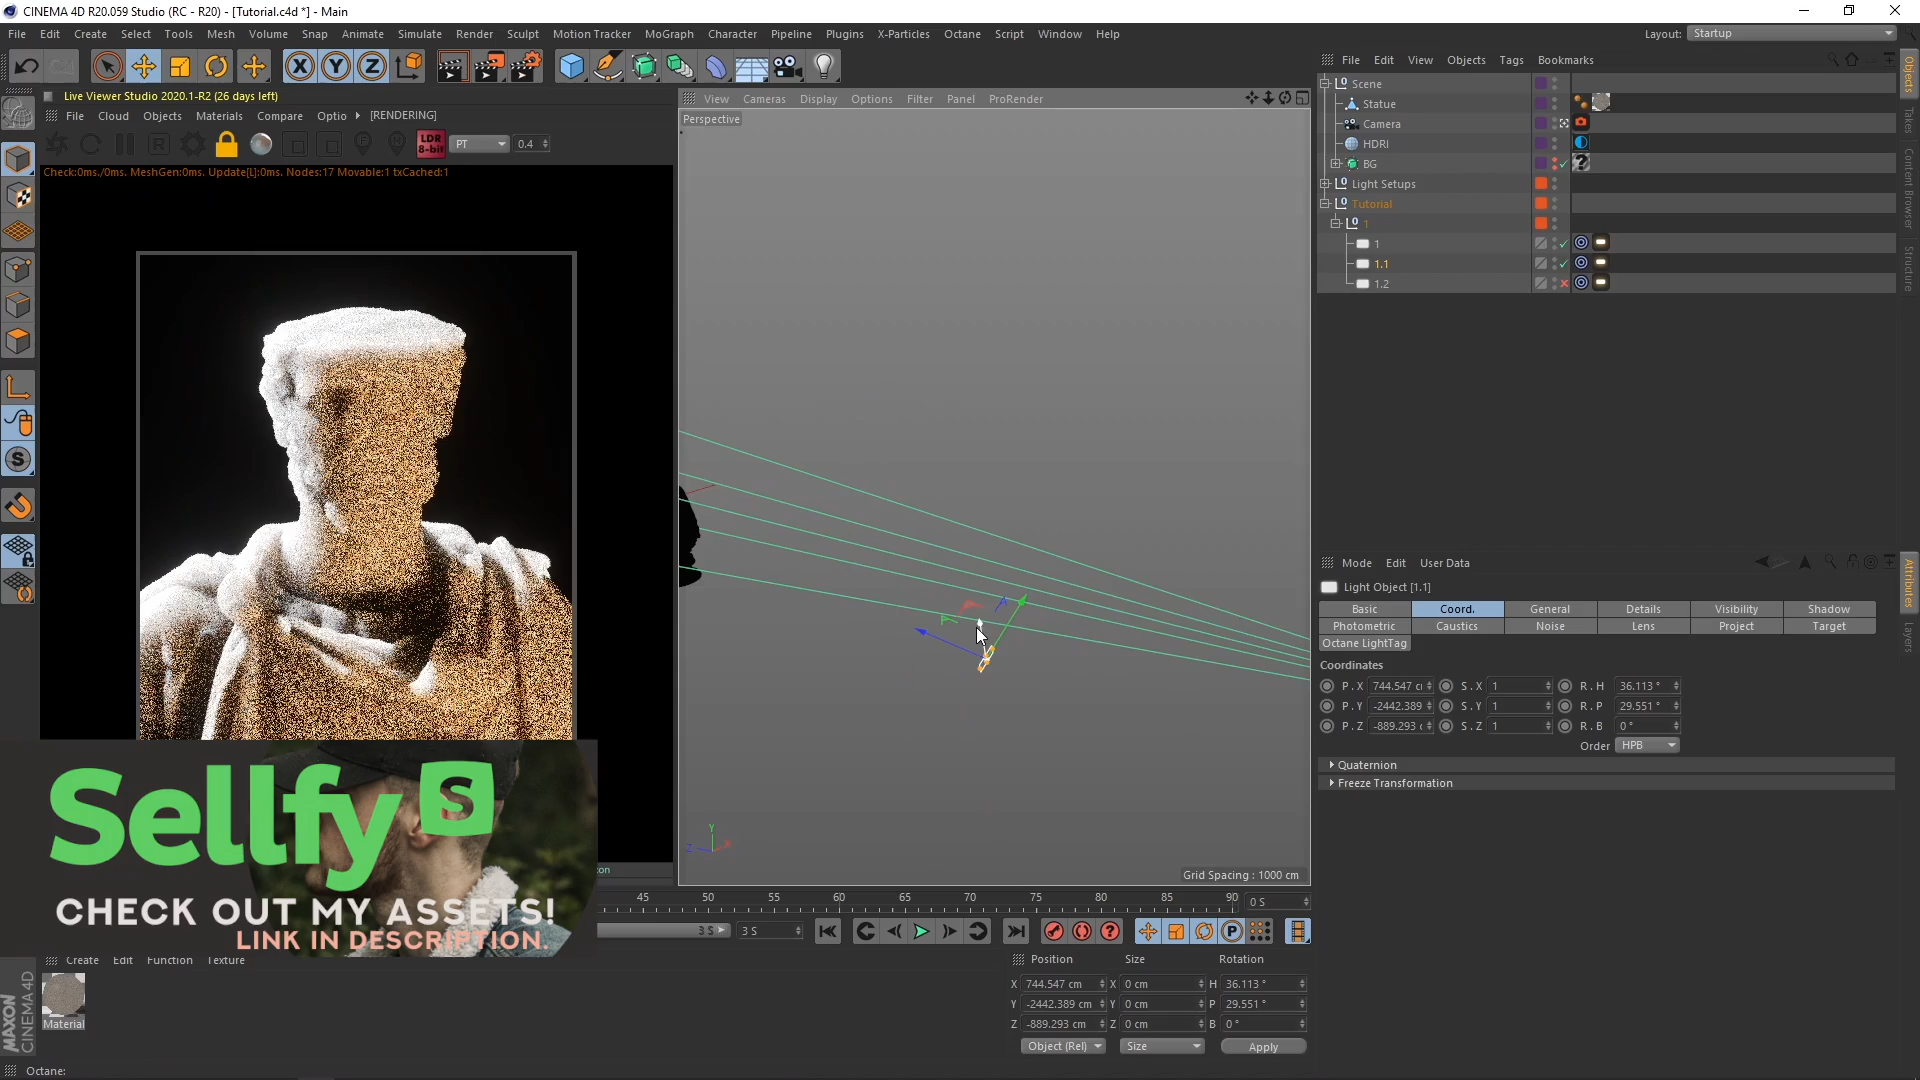 CINEMA 4D R20.059 Studio (RC - R20) - [Tutorial.c4d *] - Main
File Edit Create Select Tools Mesh Volume Snap Animate Simulate Render Sculpt Motion Tracker MoGraph Character Pipeline Plugins X-Particles Octane Script Window Help
Layout: Startup
Live Viewer Studio 2020.1-R2 (26 days left)
File Cloud Objects Materials Compare Optio [RENDERING]
LDR
8-bit
PT
0.4
Check:0ms./0ms. MeshGen:0ms. Update[L]:0ms. Nodes:17 Movable:1 txCached:1
View Cameras Display Options Filter Panel ProRender
Perspective
Grid Spacing : 1000 cm
File Edit View Objects Tags Bookmarks
Scene
Statue
Camera
HDRI
BG
Light Setups
Tutorial
1
1
1.1
1.2
Objects
Takes
Content Browser
Structure
Mode Edit User Data
Light Object [1.1]
Basic Coord. General Details Visibility Shadow
Photometric Caustics Noise Lens Project Target
Octane LightTag
Coordinates
P . X 744.547 c S . X 1 R . H 36.113 °
P . Y -2442.389 S . Y 1 R . P 29.551 °
P . Z -889.293 c S . Z 1 R . B 0 °
Order HPB
Quaternion
Freeze Transformation
Attributes
Layers
Sellfy S
CHECK OUT MY ASSETS!
LINK IN DESCRIPTION.
45 50 55 60 65 70 75 80 85 90
0 S
3 S
3 S
Create Edit Function Texture
Material
MAXON
CINEMA 4D
Position Size Rotation
X 744.547 cm X 0 cm H 36.113 °
Y -2442.389 cm Y 0 cm P 29.551 °
Z -889.293 cm Z 0 cm B 0 °
Object (Rel) Size Apply
Octane: